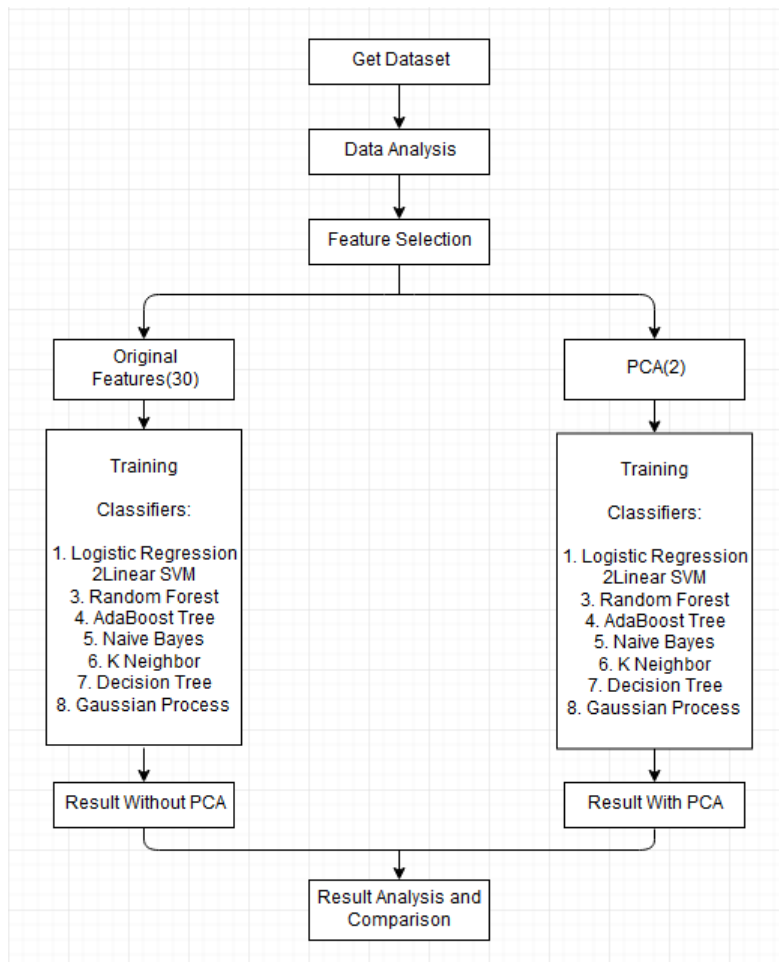 Get Dataset
Data Analysis
Feature Selection
Original
Features(30)
PCA(2)
Training
Classifiers:
1. Logistic Regression
2Linear SVM
3. Random Forest
4. AdaBoost Tree
5. Naive Bayes
6. K Neighbor
7. Decision Tree
8. Gaussian Process
Training
Classifiers:
1. Logistic Regression
2Linear SVM
3. Random Forest
4. AdaBoost Tree
5. Naive Bayes
6. K Neighbor
7. Decision Tree
8. Gaussian Process
Result Without PCA
Result With PCA
Result Analysis and
Comparison